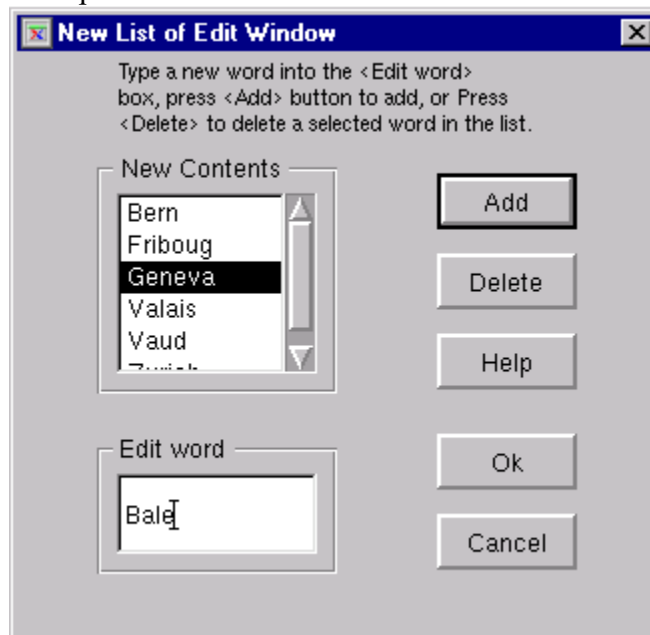 New List of Edit Window
Type a new word into the <Edit word>
box, press <Add> button to add, or Press
<Delete> to delete a selected word in the list.
New Contents
Bern
Friboug
Geneva
Valais
Vaud
Add
Delete
Help
Edit word
Bale
Ok
Cancel